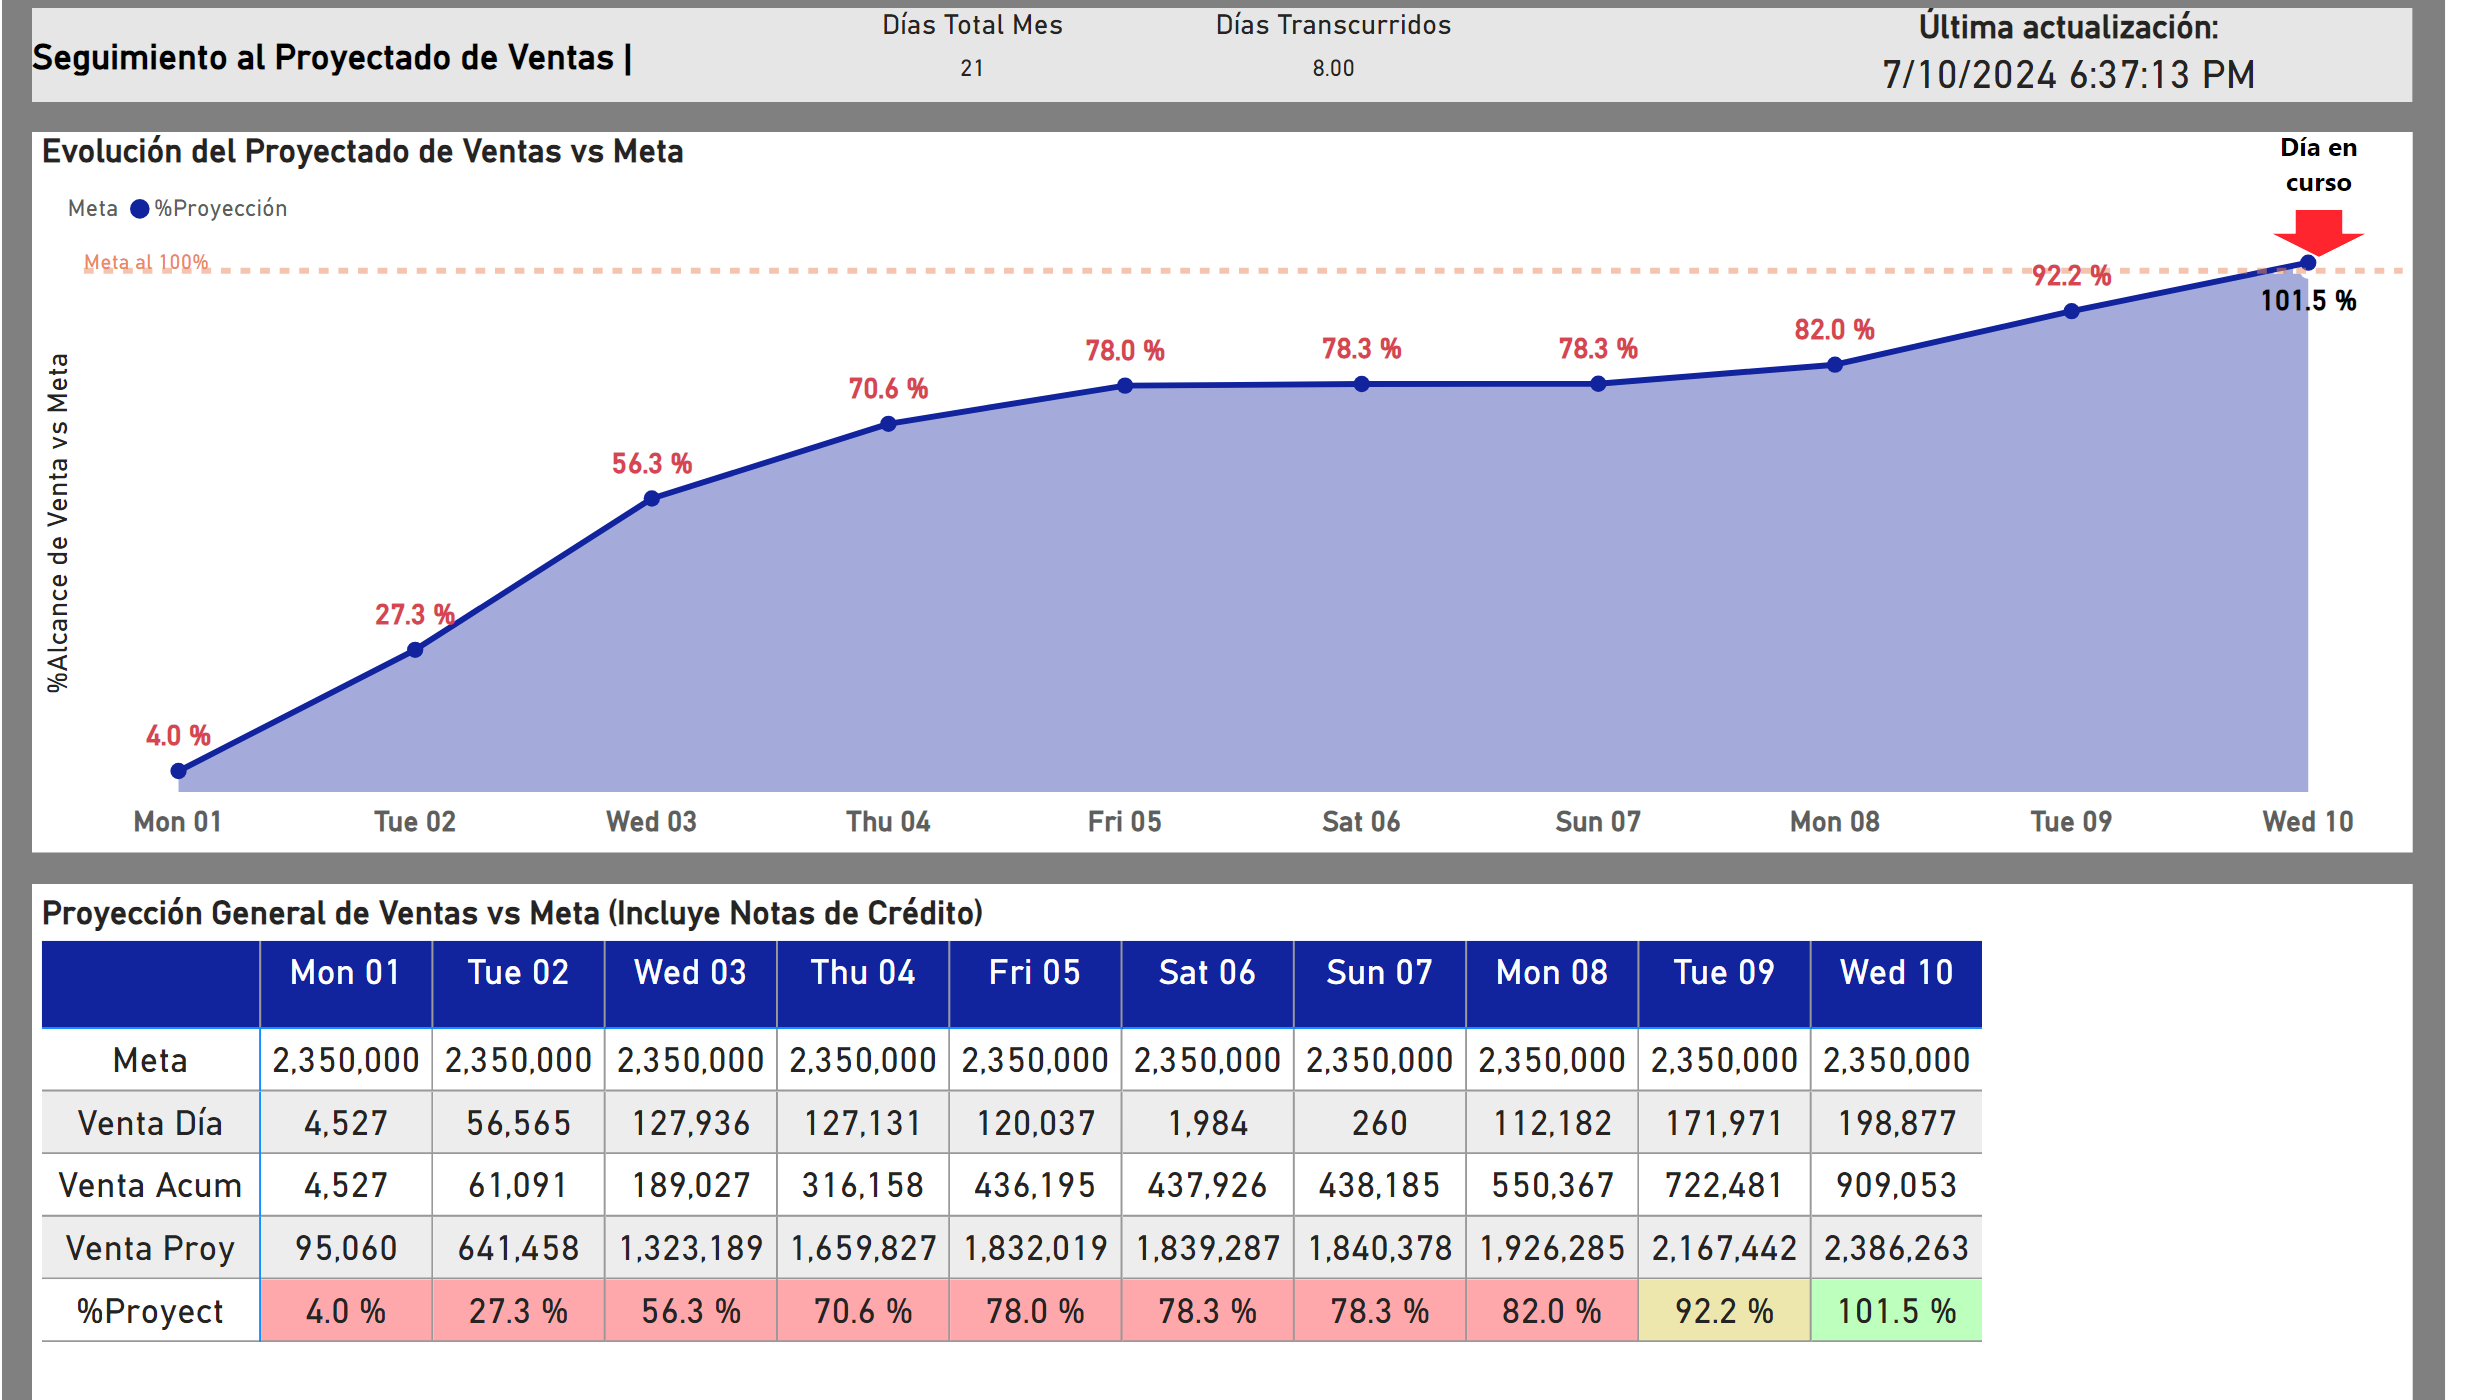 Seguimiento al Proyectado de Ventas |
Días Total Mes
21
Días Transcurridos
8.00
Última actualización:
7/10/2024 6:37:13 PM
Evolución del Proyectado de Ventas vs Meta
Meta %Proyección
Día en
curso
Meta al 100%
%Alcance de Venta vs Meta
4.0 %
27.3 %
56.3 %
70.6 %
78.0 %
78.3 %
78.3 %
82.0 %
92.2 %
101.5 %
Mon 01 Tue 02 Wed 03 Thu 04 Fri 05 Sat 06 Sun 07 Mon 08 Tue 09 Wed 10
Proyección General de Ventas vs Meta (Incluye Notas de Crédito)
Mon 01 Tue 02 Wed 03 Thu 04 Fri 05 Sat 06 Sun 07 Mon 08 Tue 09 Wed 10
Meta 2,350,000 2,350,000 2,350,000 2,350,000 2,350,000 2,350,000 2,350,000 2,350,000 2,350,000 2,350,000
Venta Día 4,527 56,565 127,936 127,131 120,037 1,984 260 112,182 171,971 198,877
Venta Acum 4,527 61,091 189,027 316,158 436,195 437,926 438,185 550,367 722,481 909,053
Venta Proy 95,060 641,458 1,323,189 1,659,827 1,832,019 1,839,287 1,840,378 1,926,285 2,167,442 2,386,263
%Proyect 4.0 % 27.3 % 56.3 % 70.6 % 78.0 % 78.3 % 78.3 % 82.0 % 92.2 % 101.5 %